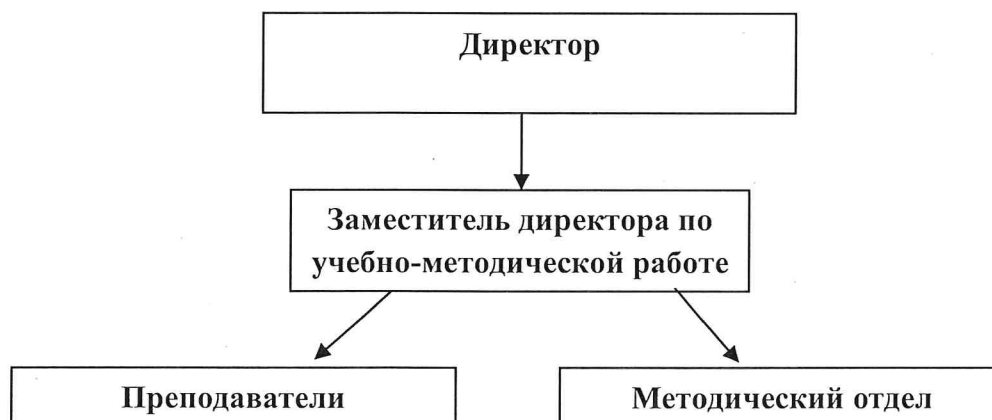 Директор
Заместитель директора по
учебно-методической работе
Преподаватели
Методический отдел